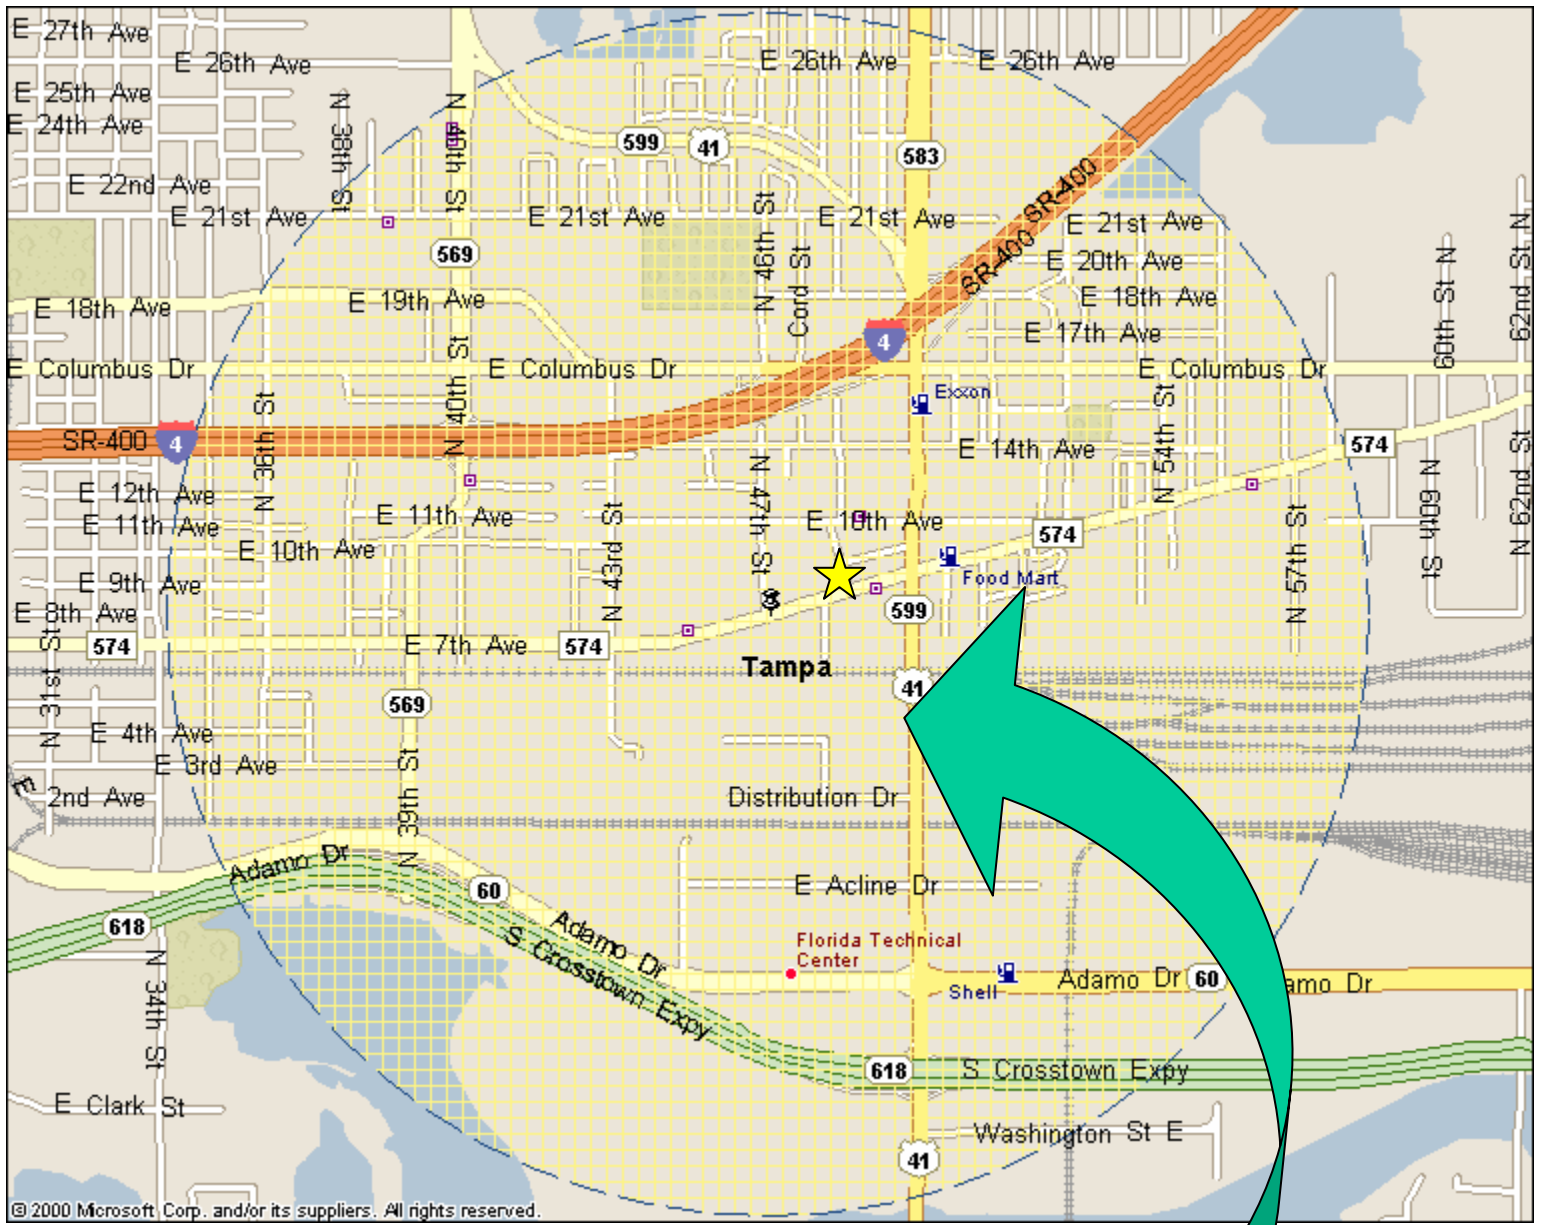 E 27th Ave
E 26th Ave
E 26th Ave
E 26th Ave
E 25th Ave
N 38th St
N 40th St
E 24th Ave
599
41
583
SR-400
E 22nd Ave
E 21st Ave
E 21st Ave
E 21st Ave
E 21st Ave
N 46th St
Cord St
SR-400
569
E 20th Ave
60th St N
62nd St N
E 18th Ave
E 19th Ave
E 18th Ave
E 17th Ave
4
E Columbus Dr
E Columbus Dr
E Columbus Dr
N 40th St
Exxon
N 36th St
N 54th St
SR-400
4
E 14th Ave
574
E 12th Ave
N 47th St
N 60th St
N 62nd St
E 11th Ave
E 11th Ave
N 43rd St
E 10th Ave
574
N 57th St
E 10th Ave
Food Mart
E 9th Ave
E 8th Ave
599
574
E 7th Ave
574
Tampa
N 31st St
41
569
E 4th Ave
E 3rd Ave
E 2nd Ave
N 39th St
Distribution Dr
Adamo Dr
60
E Acline Dr
618
Adamo Dr
S Crosstown Expy
Florida Technical
Center
Shell
Adamo Dr
60
amo Dr
N 34th St
618
S Crosstown Expy
E Clark St
Washington St E
41
© 2000 Microsoft Corp. and/or its suppliers. All rights reserved.